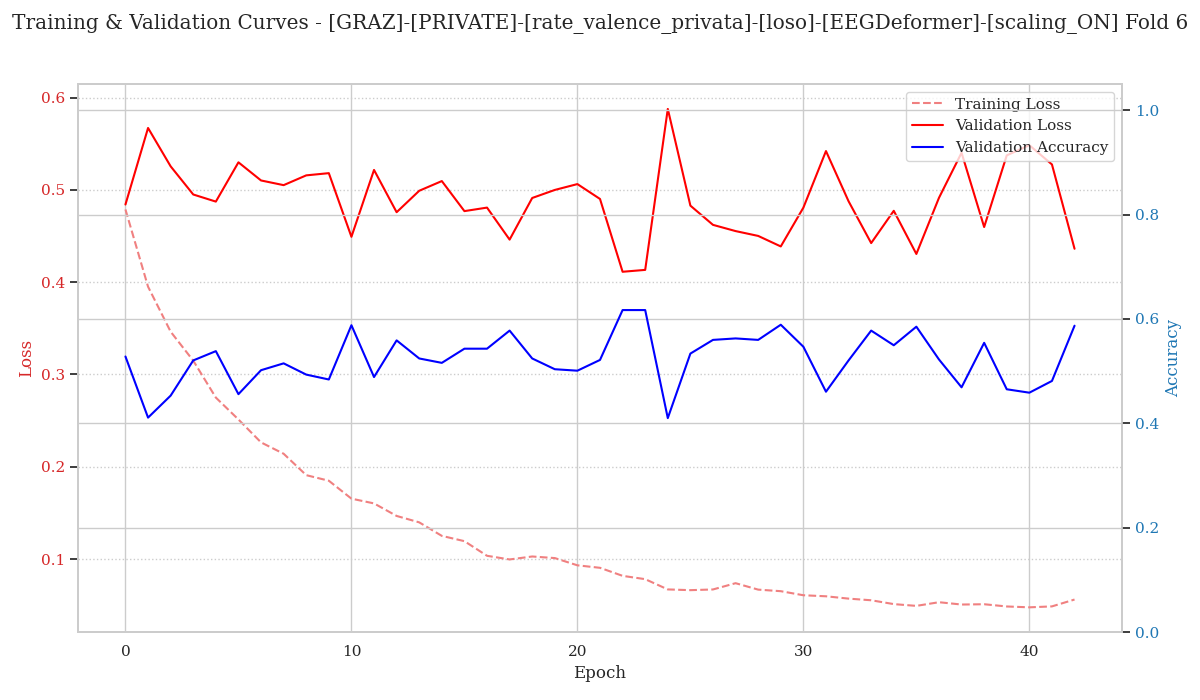 Training & Validation Curves - [GRAZ]-[PRIVATE]-[rate_valence_privata]-[loso]-[EEGDeformer]-[scaling_ON] Fold 6
Training Loss
Validation Loss
Validation Accuracy
0.6
0.5
0.4
0.3
0.2
0.1
Loss
1.0
0.8
0.6
0.4
0.2
0.0
Accuracy
0
10
20
30
40
Epoch